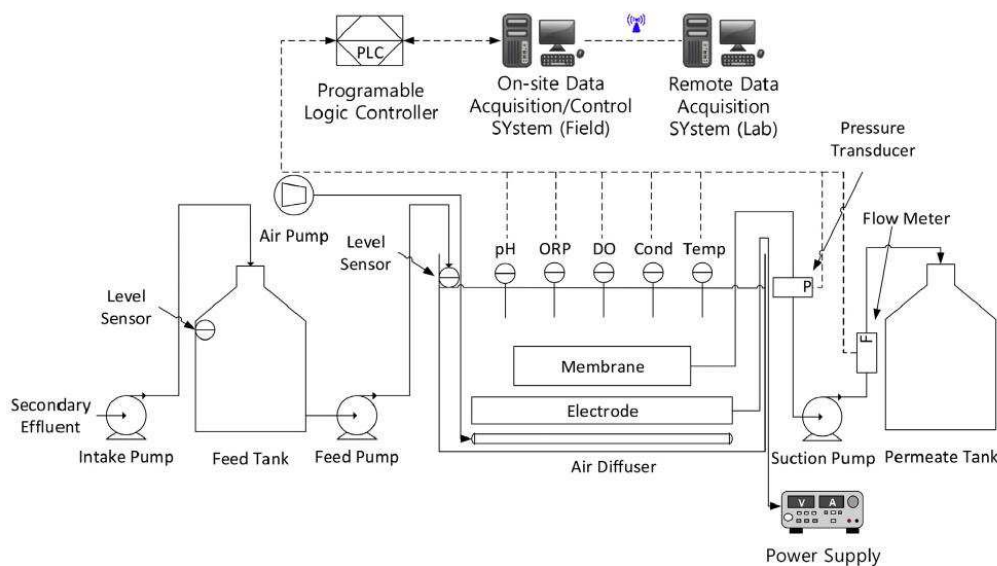 PLC
Programable
Logic Controller
On-site Data
Acquisition/Control
SYstem (Field)
Remote Data
Acquisition
SYstem (Lab)
Pressure
Transducer
Flow Meter
Air Pump
Level
Sensor
pH
ORP
DO
Cond
Temp
P
F
Level
Sensor
Membrane
Electrode
Secondary
Effluent
Intake Pump
Feed Tank
Feed Pump
Air Diffuser
Suction Pump
Permeate Tank
V
A
Power Supply